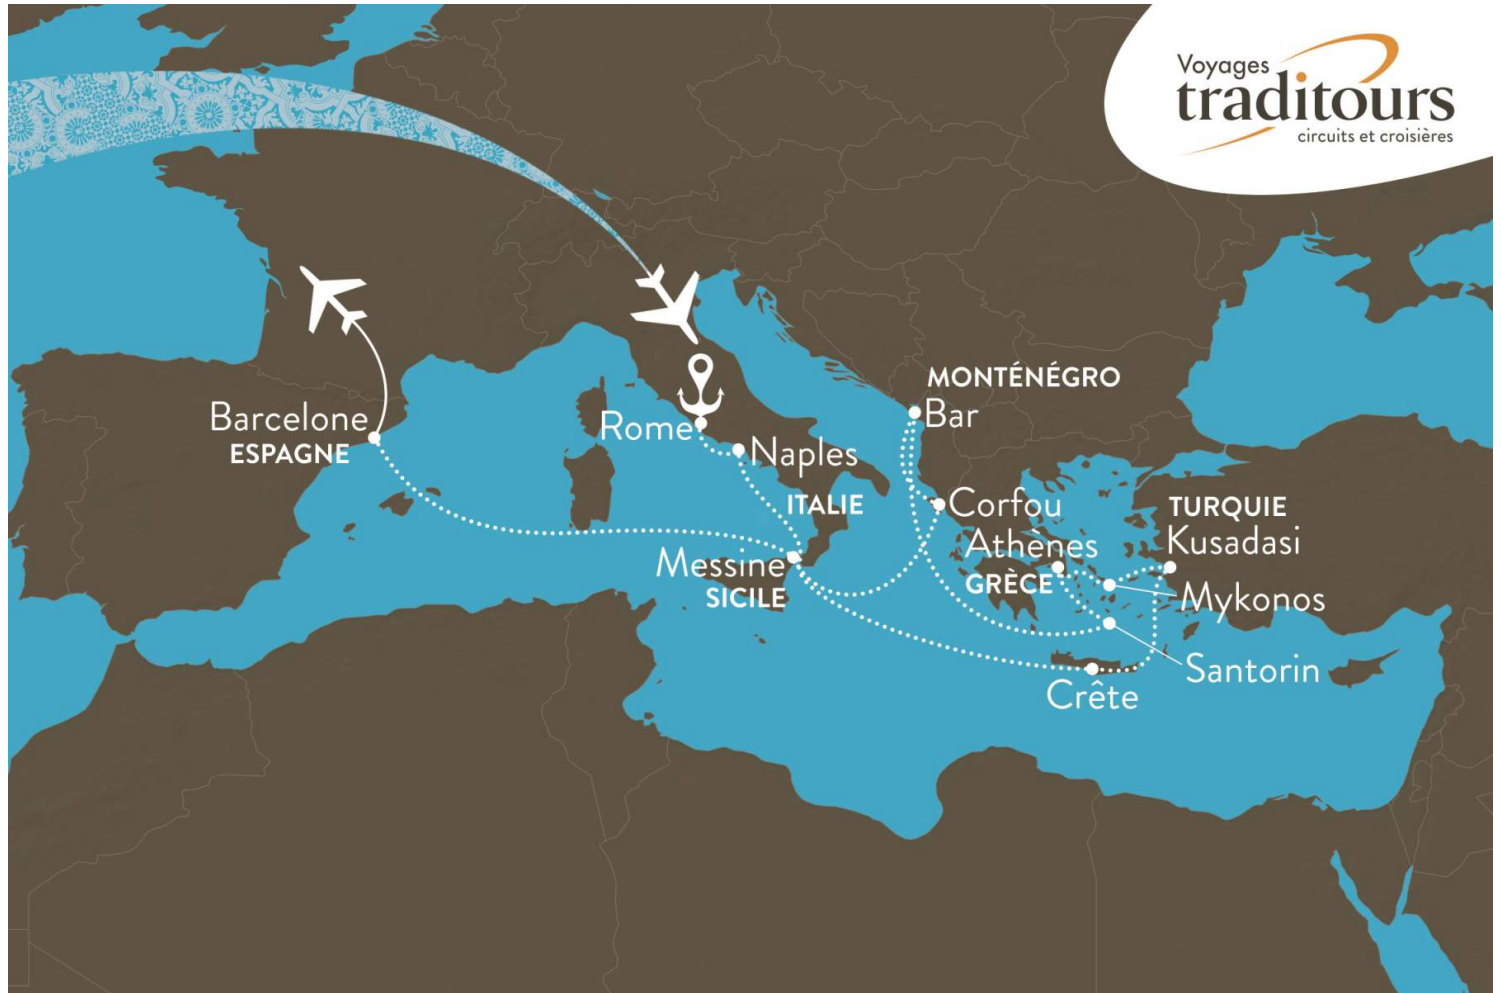 Voyages
traditours
circuits et croisières
MONTÉNÉGRO
Bar
Barcelone
ESPAGNE
Rome
Naples
ITALIE
Corfou
Athènes
GRÈCE
TURQUIE
Kusadasi
Messine
SICILE
Mykonos
Santorin
Crête